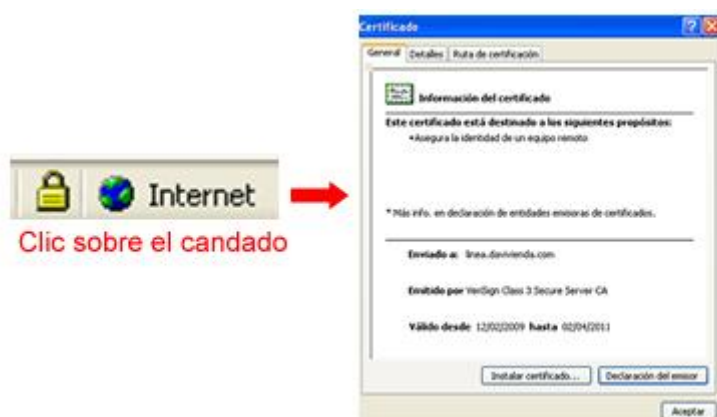 Internet
Clic sobre el candado
Certificado
General Detalles Ruta de certificación
Información del certificado
Este certificado está destinado a los siguientes propósitos:
•Asegura la identidad de un equipo remoto
* Más info. en declaración de entidades emisoras de certificados.
Enviado a: linea.davivienda.com
Emitido por VeriSign Class 3 Secure Server CA
Válido desde 12/02/2009 hasta 02/04/2011
Instalar certificado... Declaración del emisor
Aceptar